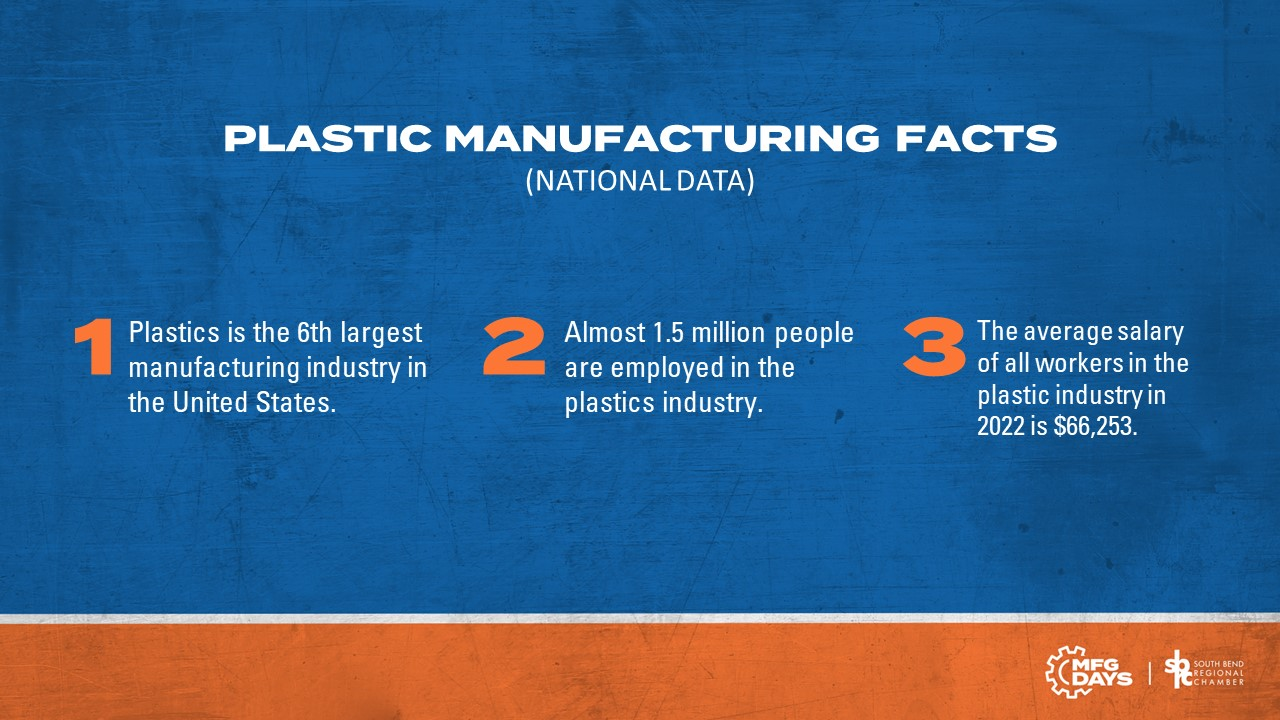 PLASTIC MANUFACTURING FACTS
(NATIONAL DATA)
1
Plastics is the 6th largest
manufacturing industry in
the United States.
2
Almost 1.5 million people
are employed in the
plastics industry.
3
The average salary
of all workers in the
plastic industry in
2022 is $66,253.
MFG
DAYS
sbrc
SOUTH BEND
REGIONAL
CHAMBER